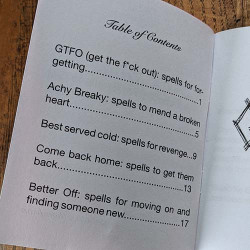 Table of Contents
GTFO (get the f*ck out): spells for for-
getting....................................1
Achy Breaky: spells to mend a broken
heart.......................................5
Best served cold: spells for revenge...9
Come back home: spells to get them
back.......................................13
Better Off: spells for moving on and
finding someone new..................17